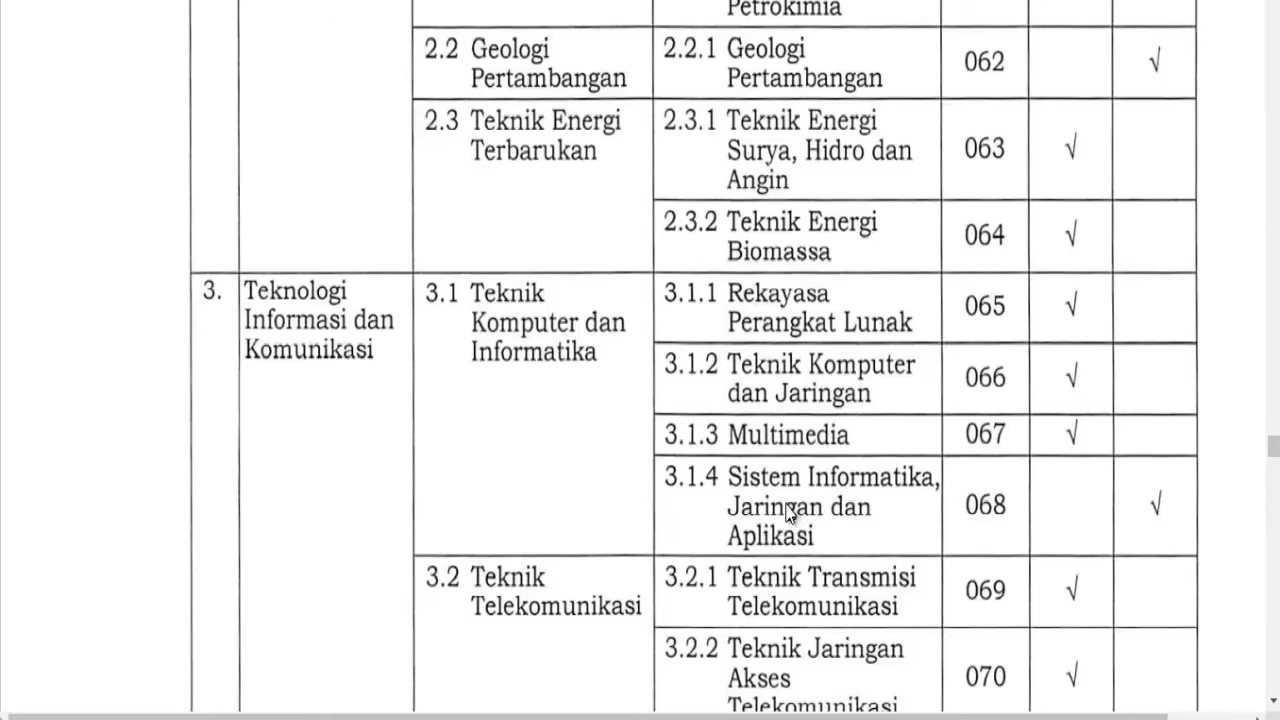 Petrokimia
2.2 Geologi
Pertambangan
2.2.1 Geologi
Pertambangan
062
√
2.3 Teknik Energi
Terbarukan
2.3.1 Teknik Energi
Surya, Hidro dan
Angin
063
√
2.3.2 Teknik Energi
Biomassa
064
√
3.
Teknologi
Informasi dan
Komunikasi
3.1 Teknik
Komputer dan
Informatika
3.1.1 Rekayasa
Perangkat Lunak
065
√
3.1.2 Teknik Komputer
dan Jaringan
066
√
3.1.3 Multimedia
067
√
3.1.4 Sistem Informatika,
Jaringan dan
Aplikasi
068
√
3.2 Teknik
Telekomunikasi
3.2.1 Teknik Transmisi
Telekomunikasi
069
√
3.2.2 Teknik Jaringan
Akses
Telekomunikasi
070
√